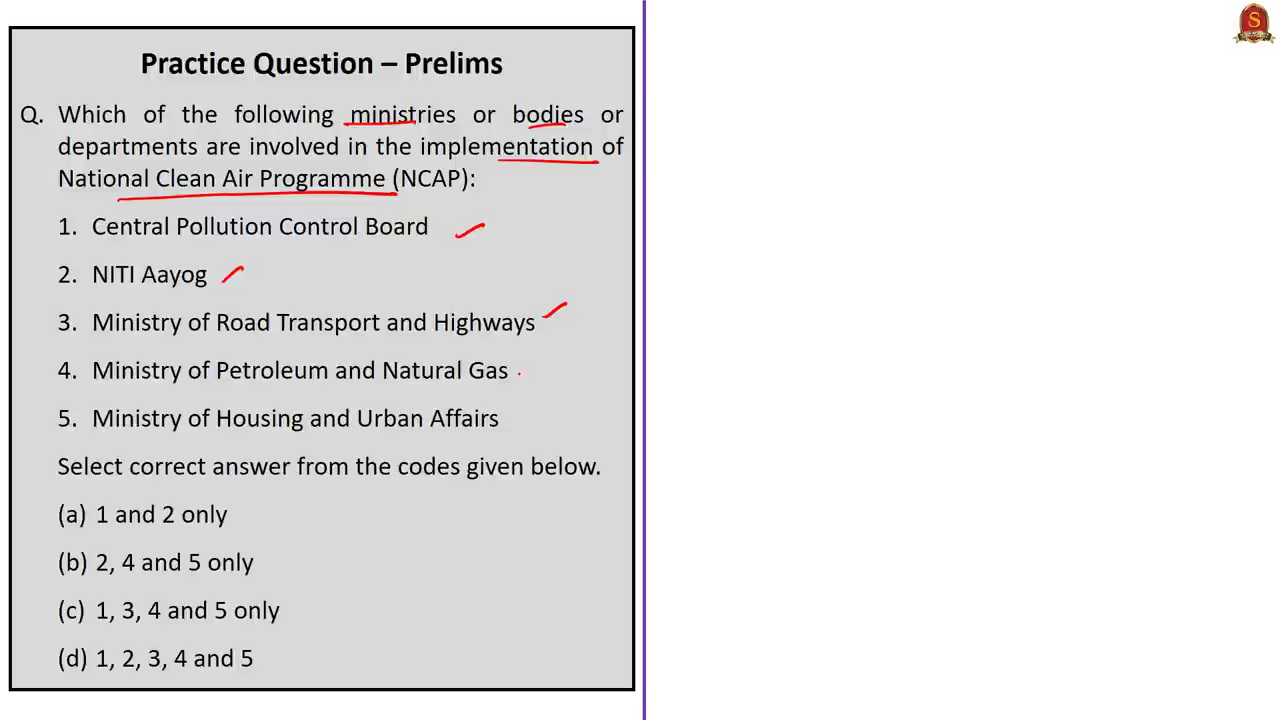 Practice Question – Prelims
Q. Which of the following ministries or bodies or
departments are involved in the implementation of
National Clean Air Programme (NCAP):
1. Central Pollution Control Board
2. NITI Aayog
3. Ministry of Road Transport and Highways
4. Ministry of Petroleum and Natural Gas
5. Ministry of Housing and Urban Affairs
Select correct answer from the codes given below.
(a) 1 and 2 only
(b) 2, 4 and 5 only
(c) 1, 3, 4 and 5 only
(d) 1, 2, 3, 4 and 5
S